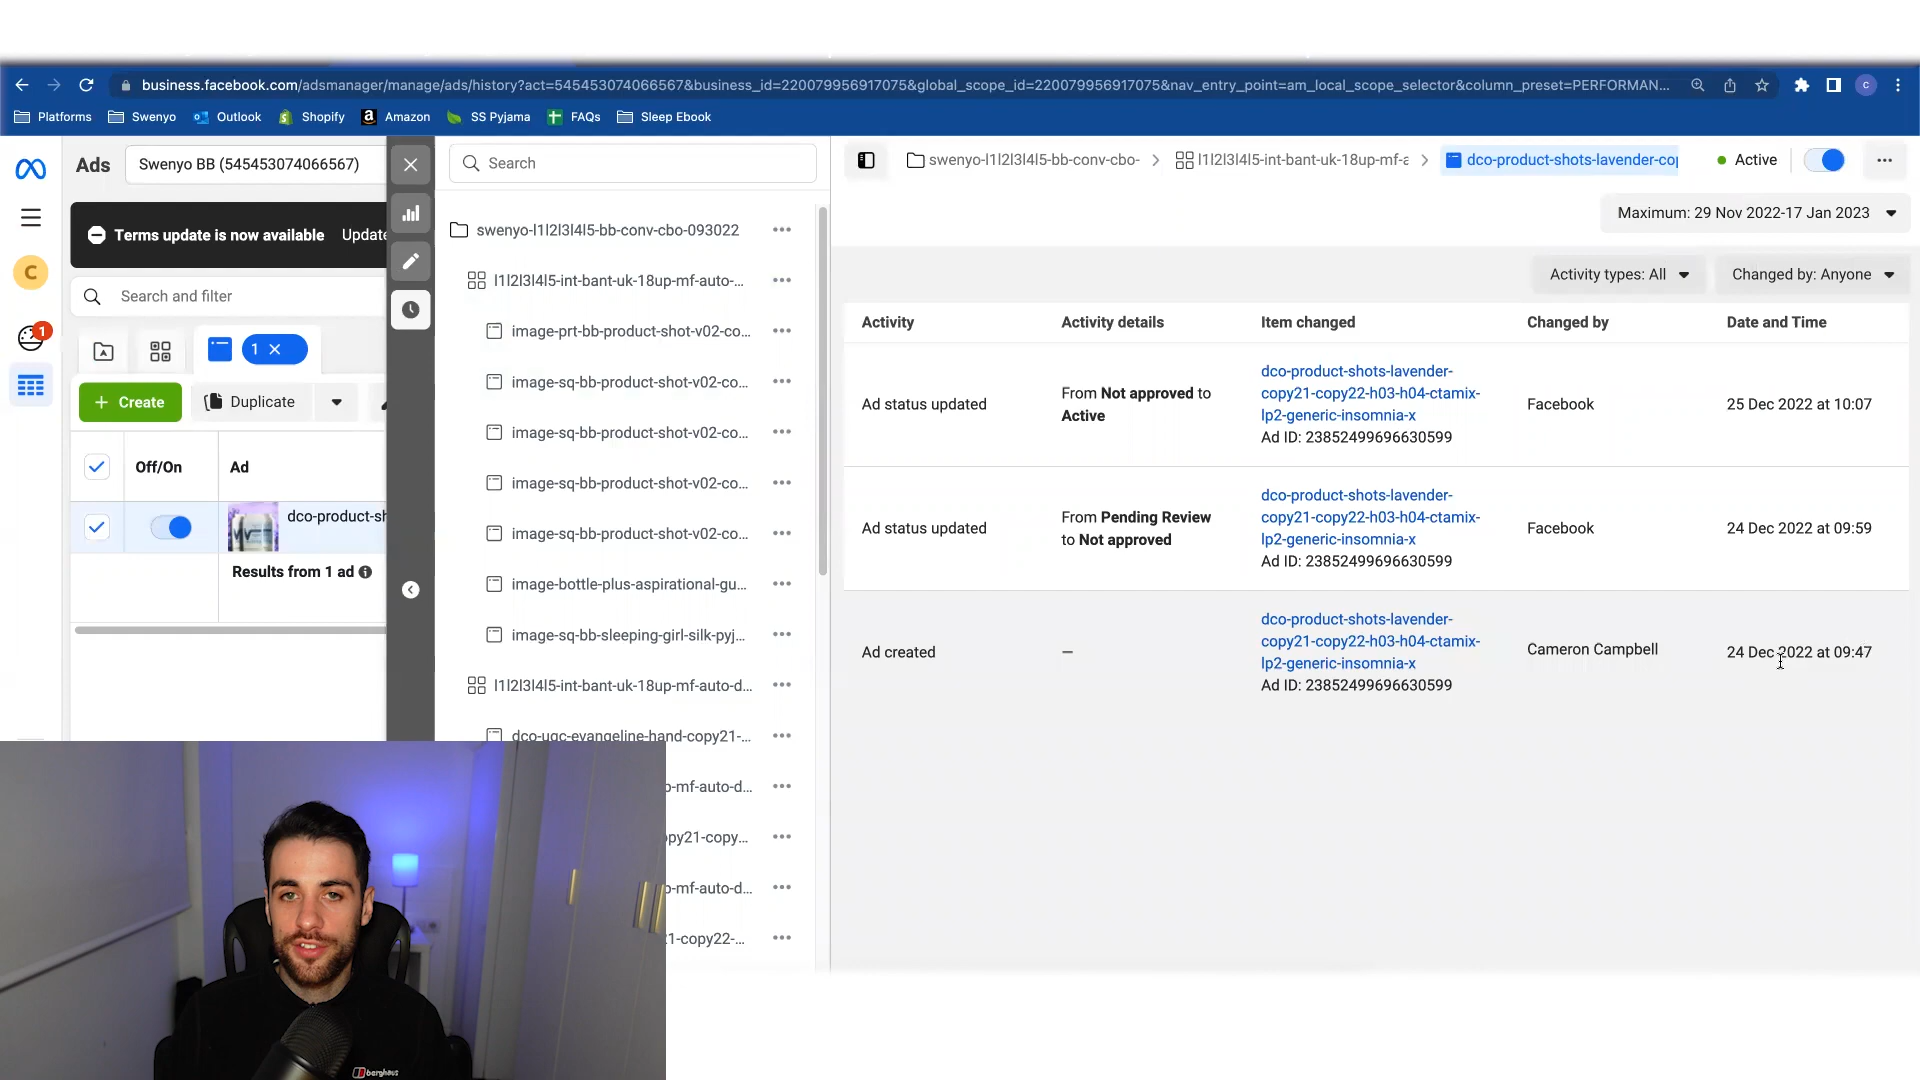 business.facebook.com/adsmanager/manage/ads/history?act=545453074066567&business_id=220079956917075&global_scope_id=220079956917075&nav_entry_point=am_local_scope_selector&column_preset=PERFORMAN...
C
Platforms
Swenyo
Outlook
Shopify
Amazon
SS Pyjama
FAQs
Sleep Ebook
Ads
Swenyo BB (545453074066567)
Terms update is now available
Update
C
Search and filter
1
1
Create
Duplicate
Off/On
Ad
dco-product-sh
Results from 1 ad
Search
swenyo-l1l2l3l4l5-bb-conv-cbo-093022
l1l2l3l4l5-int-bant-uk-18up-mf-auto-...
image-prt-bb-product-shot-v02-co...
image-sq-bb-product-shot-v02-co...
image-sq-bb-product-shot-v02-co...
image-sq-bb-product-shot-v02-co...
image-sq-bb-product-shot-v02-co...
image-bottle-plus-aspirational-gu...
image-sq-bb-sleeping-girl-silk-pyj...
l1l2l3l4l5-int-bant-uk-18up-mf-auto-d...
dco-ugc-evangeline-hand-copy21-...
-mf-auto-d...
py21-copy...
-mf-auto-d...
1-copy22-...
swenyo-l1l2l3l4l5-bb-conv-cbo-
l1l2l3l4l5-int-bant-uk-18up-mf-a
dco-product-shots-lavender-cop
Active
Maximum: 29 Nov 2022-17 Jan 2023
Activity types: All
Changed by: Anyone
Activity
Activity details
Item changed
Changed by
Date and Time
Ad status updated
From Not approved to
Active
dco-product-shots-lavender-
copy21-copy22-h03-h04-ctamix-
lp2-generic-insomnia-x
Ad ID: 23852499696630599
Facebook
25 Dec 2022 at 10:07
Ad status updated
From Pending Review
to Not approved
dco-product-shots-lavender-
copy21-copy22-h03-h04-ctamix-
lp2-generic-insomnia-x
Ad ID: 23852499696630599
Facebook
24 Dec 2022 at 09:59
Ad created
—
dco-product-shots-lavender-
copy21-copy22-h03-h04-ctamix-
lp2-generic-insomnia-x
Ad ID: 23852499696630599
Cameron Campbell
24 Dec 2022 at 09:47
berghaus